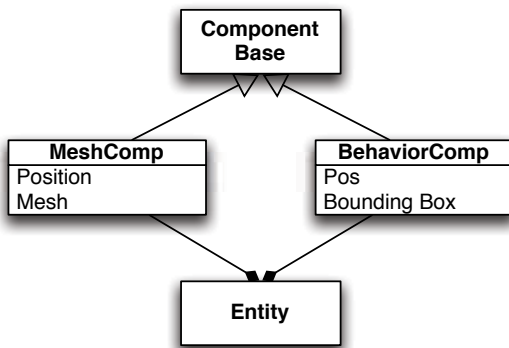 Component
Base
MeshComp
Position
Mesh
BehaviorComp
Pos
Bounding Box
Entity